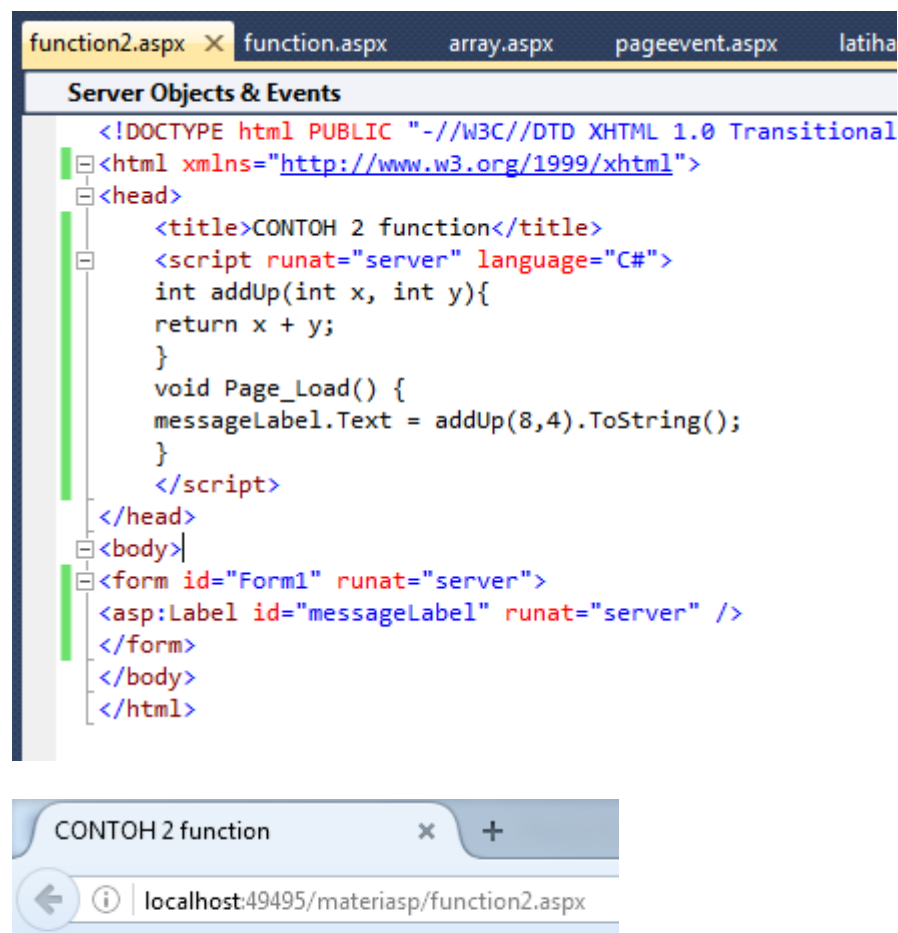 function2.aspx × function.aspx array.aspx pageevent.aspx latiha
Server Objects & Events
<!DOCTYPE html PUBLIC "-//W3C//DTD XHTML 1.0 Transitional
<html xmlns="http://www.w3.org/1999/xhtml">
<head>
<title>CONTOH 2 function</title>
<script runat="server" language="C#">
int addUp(int x, int y){
return x + y;
}
void Page_Load() {
messageLabel.Text = addUp(8,4).ToString();
}
</script>
</head>
<body>
<form id="Form1" runat="server">
<asp:Label id="messageLabel" runat="server" />
</form>
</body>
</html>
CONTOH 2 function × +
localhost:49495/materiasp/function2.aspx